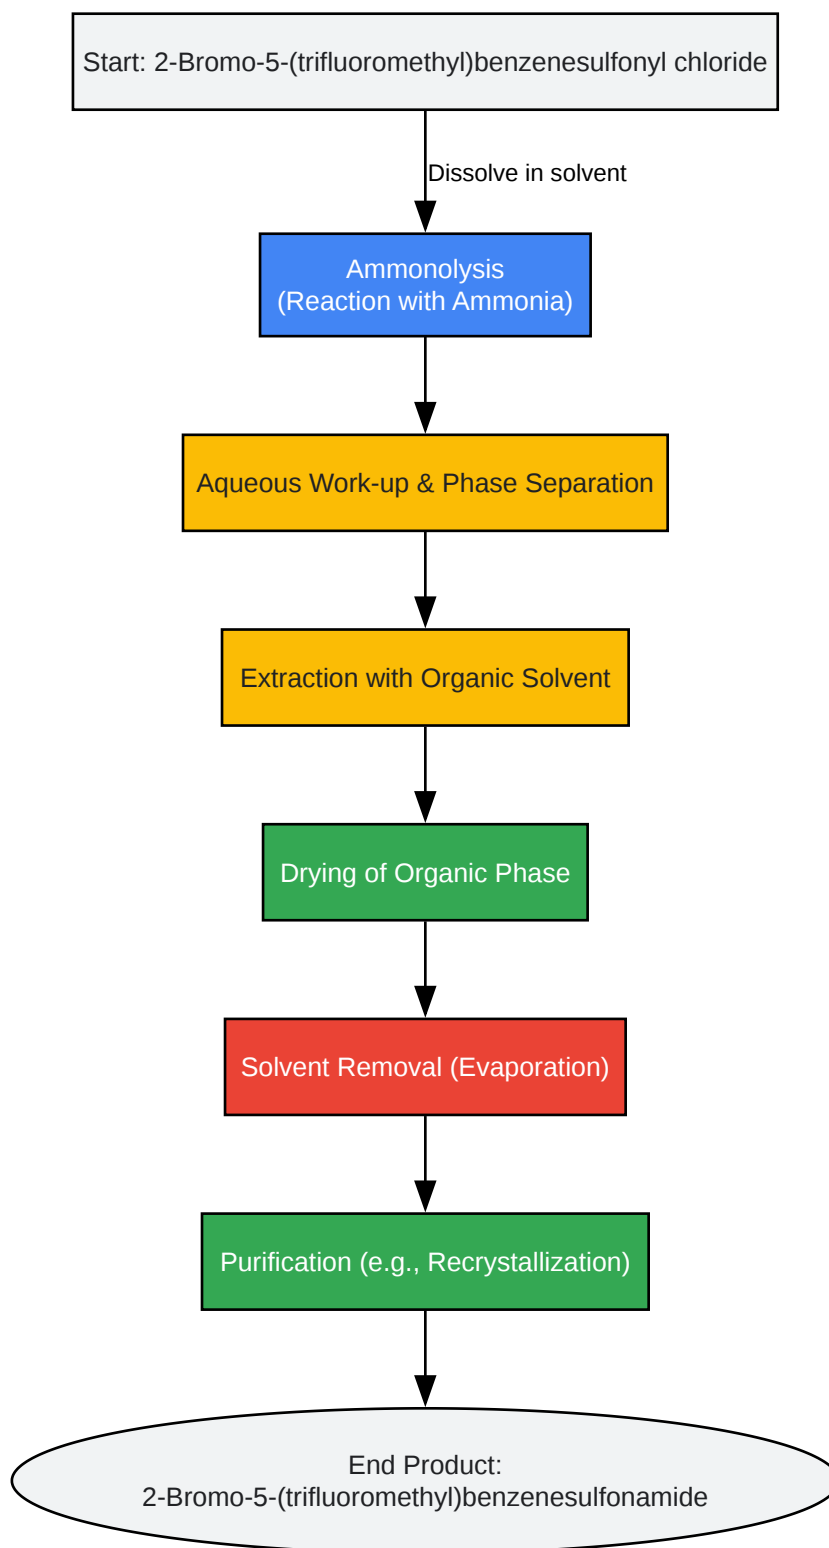 Start: 2-Bromo-5-(trifluoromethyl)benzenesulfonyl chloride
Dissolve in solvent
Ammonolysis
(Reaction with Ammonia)
Aqueous Work-up & Phase Separation
Extraction with Organic Solvent
Drying of Organic Phase
Solvent Removal (Evaporation)
Purification (e.g., Recrystallization)
End Product:
2-Bromo-5-(trifluoromethyl)benzenesulfonamide